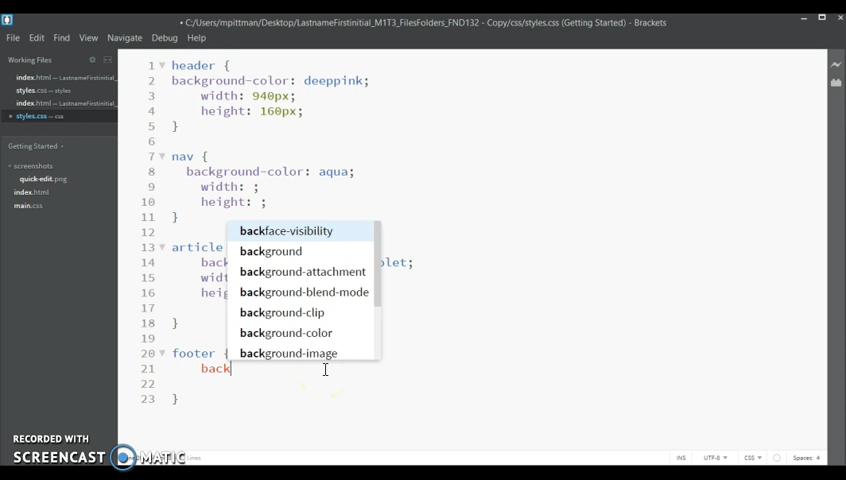 • C:/Users/mpittman/Desktop/LastnameFirstinitial_M1T3_FilesFolders_FND132 - Copy/css/styles.css (Getting Started) - Brackets
File Edit Find View Navigate Debug Help
Working Files
index.html — LastnameFirstinitial_
styles.css — styles
index.html — LastnameFirstinitial_
• styles.css — css
Getting Started
screenshots
quick-edit.png
index.html
main.css
1 header {
2 background-color: deeppink;
3 width: 940px;
4 height: 160px;
5 }
6
7 nav {
8 background-color: aqua;
9 width: ;
10 height: ;
11 }
12
13 article
14 back olet;
15 widt
16 heig
17
18 }
19
20 footer {
21 back
22
23 }
backface-visibility
background
background-attachment
background-blend-mode
background-clip
background-color
background-image
RECORDED WITH
SCREENCAST MATIC
Lines
INS UTF-8 CSS Spaces: 4